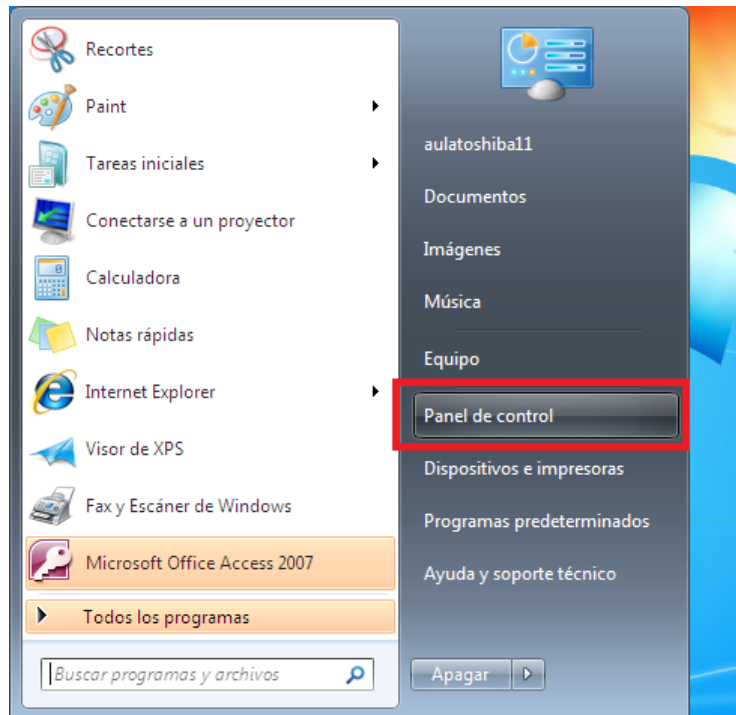 Recortes
Paint
Tareas iniciales
Conectarse a un proyector
Calculadora
Notas rápidas
Internet Explorer
Visor de XPS
Fax y Escáner de Windows
Microsoft Office Access 2007
Todos los programas
Buscar programas y archivos
aulatoshiba11
Documentos
Imágenes
Música
Equipo
Panel de control
Dispositivos e impresoras
Programas predeterminados
Ayuda y soporte técnico
Apagar